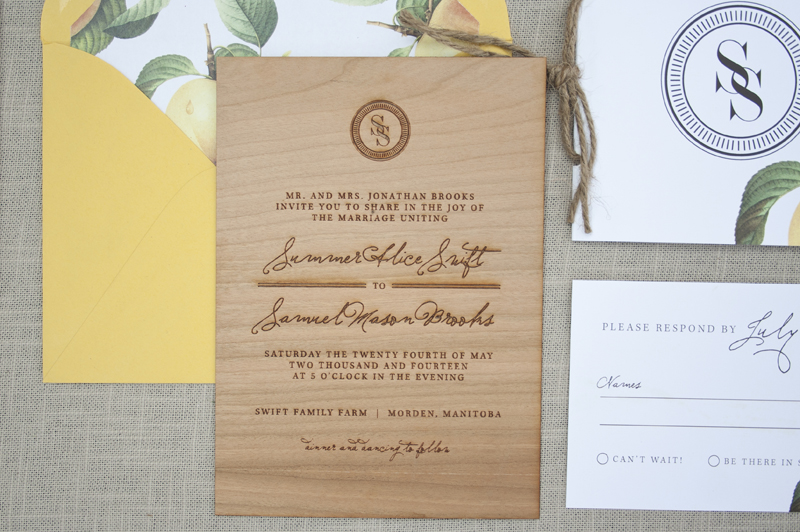 SS
MR. AND MRS. JONATHAN BROOKS
INVITE YOU TO SHARE IN THE JOY OF
THE MARRIAGE UNITING
Summer Alice Swift
TO
Samuel Mason Brooks
SATURDAY THE TWENTY FOURTH OF MAY
TWO THOUSAND AND FOURTEEN
AT 5 O'CLOCK IN THE EVENING
SWIFT FAMILY FARM | MORDEN, MANITOBA
dinner and dancing to follow
SS
PLEASE RESPOND BY July
Names
CAN'T WAIT! BE THERE IN S